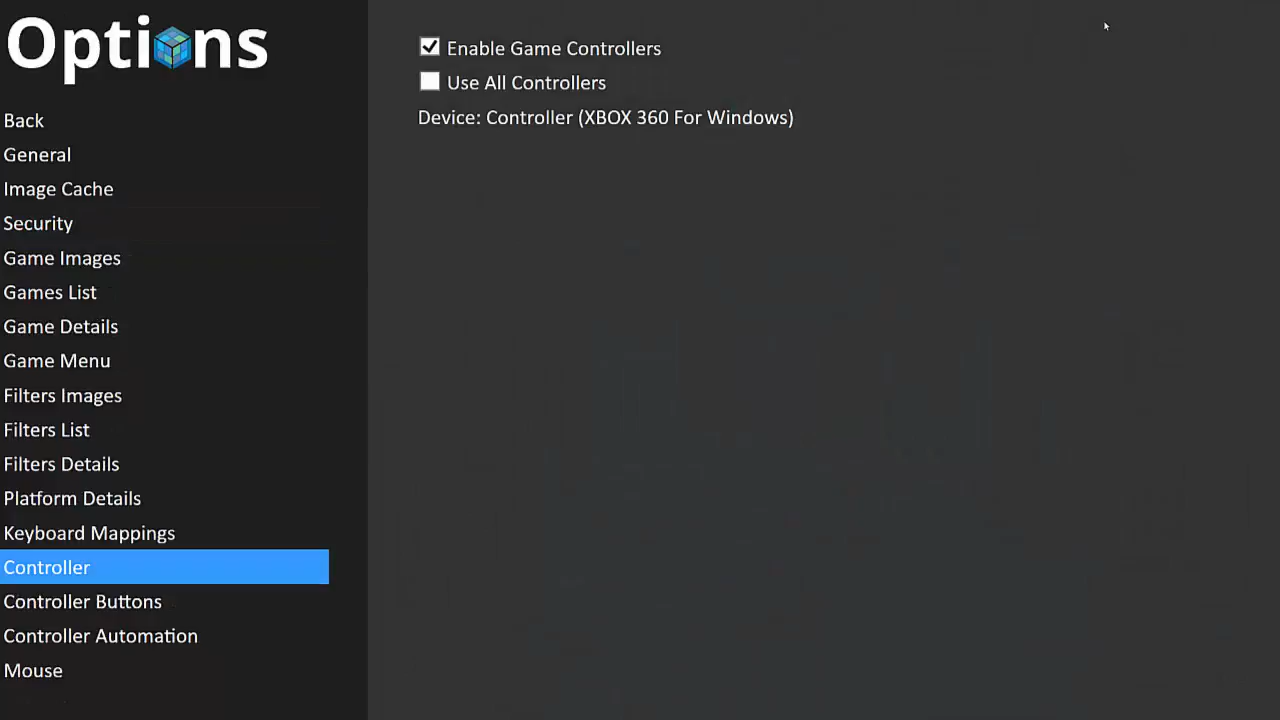 Options
Back
General
Image Cache
Security
Game Images
Games List
Game Details
Game Menu
Filters Images
Filters List
Filters Details
Platform Details
Keyboard Mappings
Controller
Controller Buttons
Controller Automation
Mouse
Enable Game Controllers
Use All Controllers
Device: Controller (XBOX 360 For Windows)